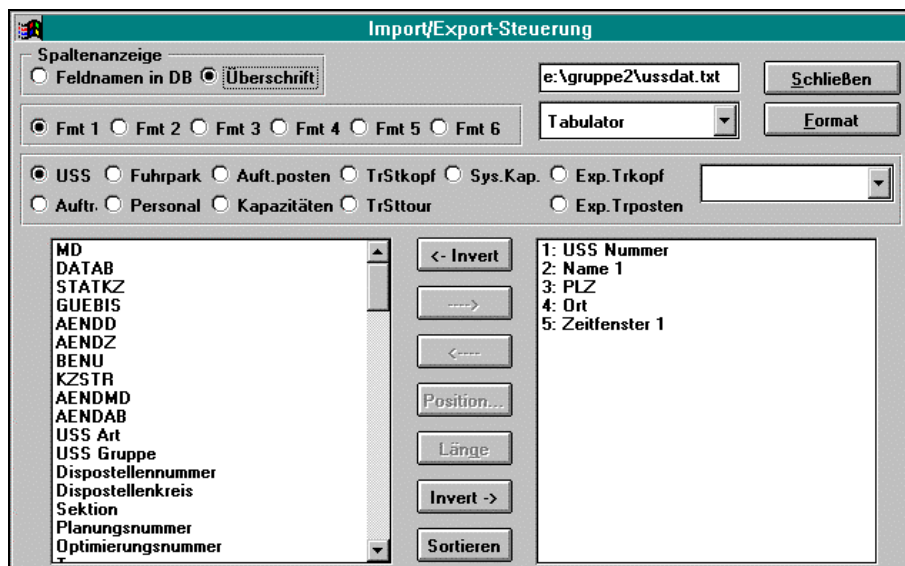 Import/Export-Steuerung
Spaltenanzeige
Feldnamen in DB Überschrift
e:\gruppe2\ussdat.txt
Schließen
Fmt 1 Fmt 2 Fmt 3 Fmt 4 Fmt 5 Fmt 6
Tabulator
Format
USS Fuhrpark Auft.posten TrStkopf Sys.Kap. Exp.Trkopf
Auftr. Personal Kapazitäten TrSttour Exp.Trposten
MD
DATAB
STATKZ
GUEBIS
AENDD
AENDZ
BENU
KZSTR
AENDMD
AENDAB
USS Art
USS Gruppe
Dispostellennummer
Dispostellenkreis
Sektion
Planungsnummer
Optimierungsnummer
<- Invert
---->
<----
Position...
Länge
Invert ->
Sortieren
1: USS Nummer
2: Name 1
3: PLZ
4: Ort
5: Zeitfenster 1